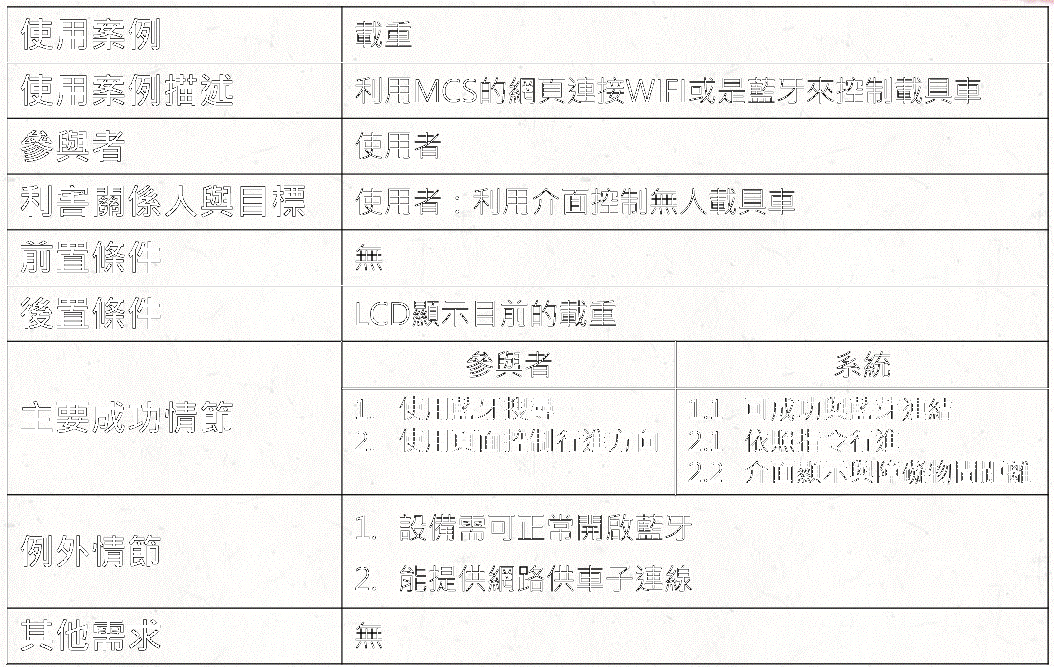 使用案例 載重
使用案例描述 利用MCS的網頁連接WIFI或是藍牙來控制載具車
參與者 使用者
利害關係人與目標 使用者：利用介面控制無人載具車
前置條件 無
後置條件 LCD顯示目前的載重
主要成功情節 參與者 系統
1. 使用藍牙搜尋 1.1. 可成功與藍牙連結
2. 使用頁面控制行進方向 2.1. 依照指令行進
2.2 介面顯示與障礙物間距離
例外情節 1. 設備需可正常開啟藍牙
2. 能提供網路供車子連線
其他需求 無